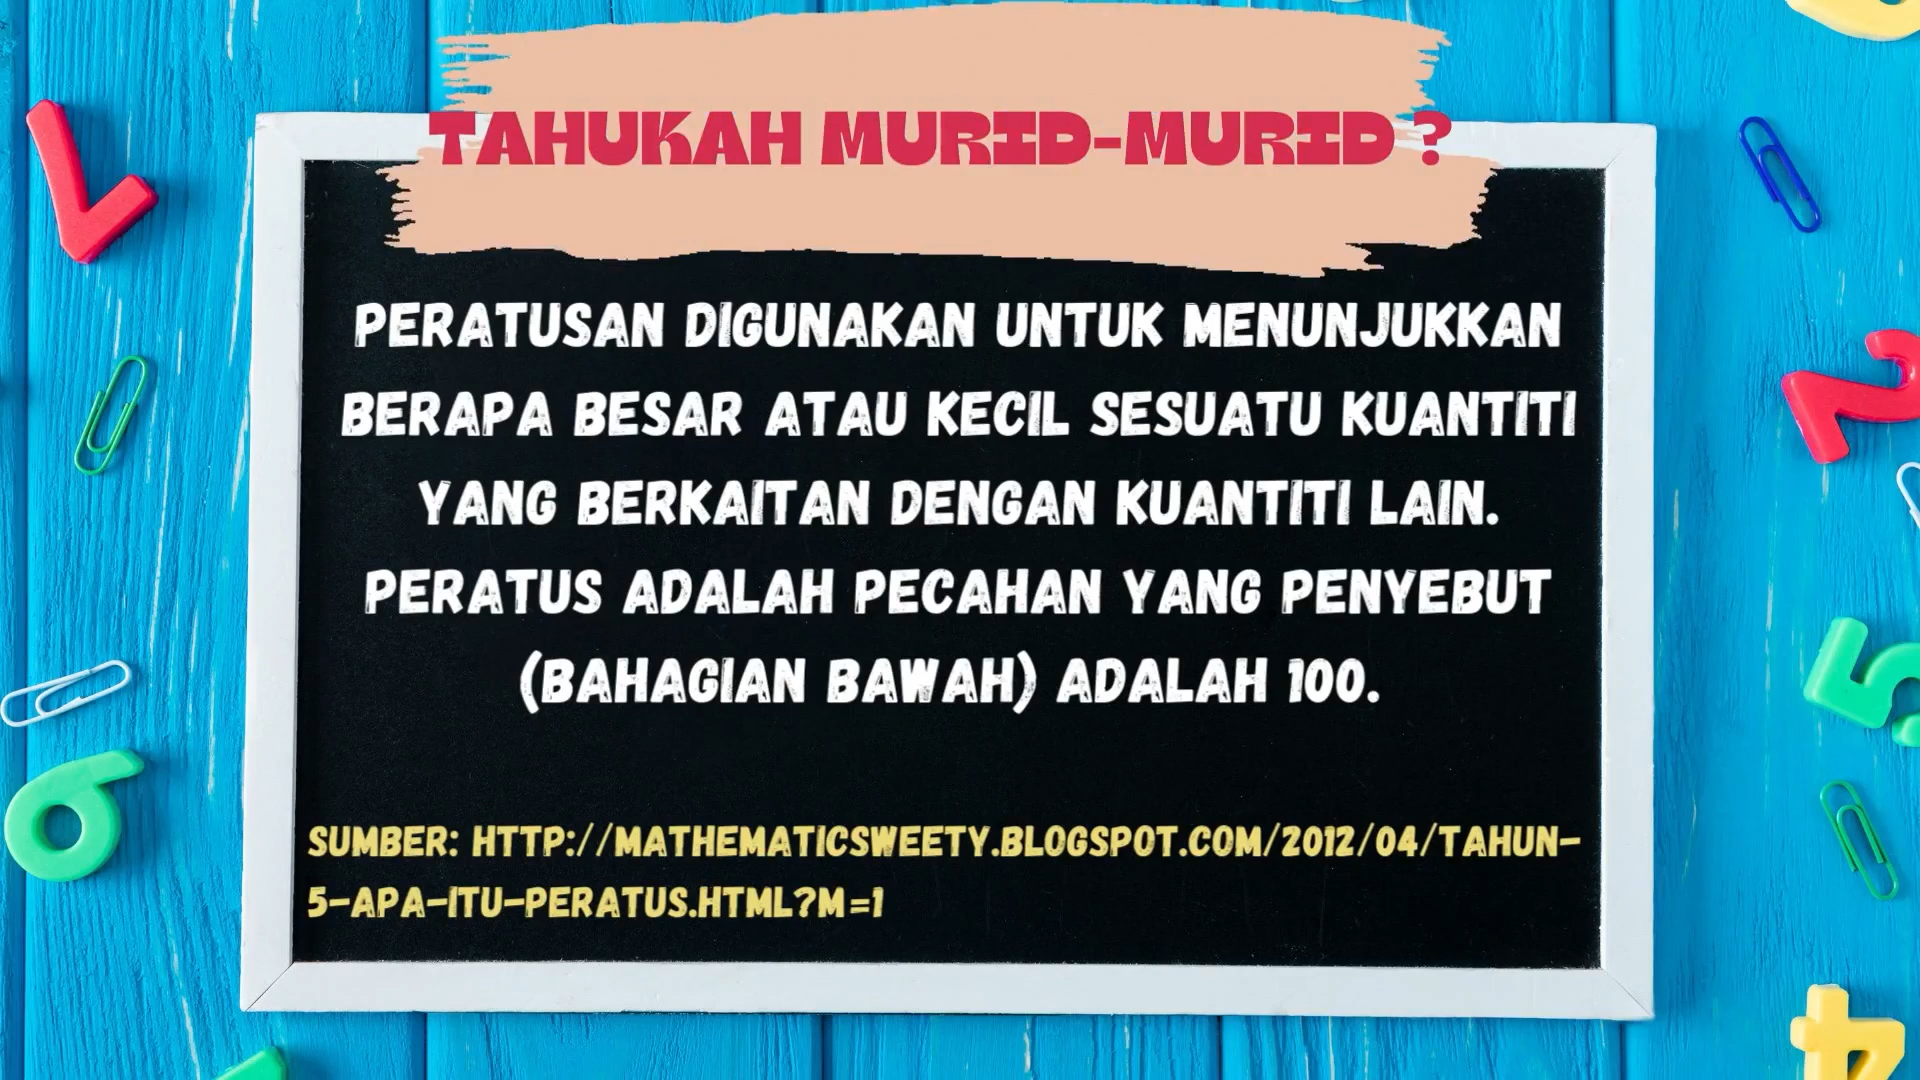 TAHUKAH MURID-MURID ?
PERATUSAN DIGUNAKAN UNTUK MENUNJUKKAN
BERAPA BESAR ATAU KECIL SESUATU KUANTITI
YANG BERKAITAN DENGAN KUANTITI LAIN.
PERATUS ADALAH PECAHAN YANG PENYEBUT
(BAHAGIAN BAWAH) ADALAH 100.
SUMBER: HTTP://MATHEMATICSWEETY.BLOGSPOT.COM/2012/04/TAHUN-
5-APA-ITU-PERATUS.HTML?M=1